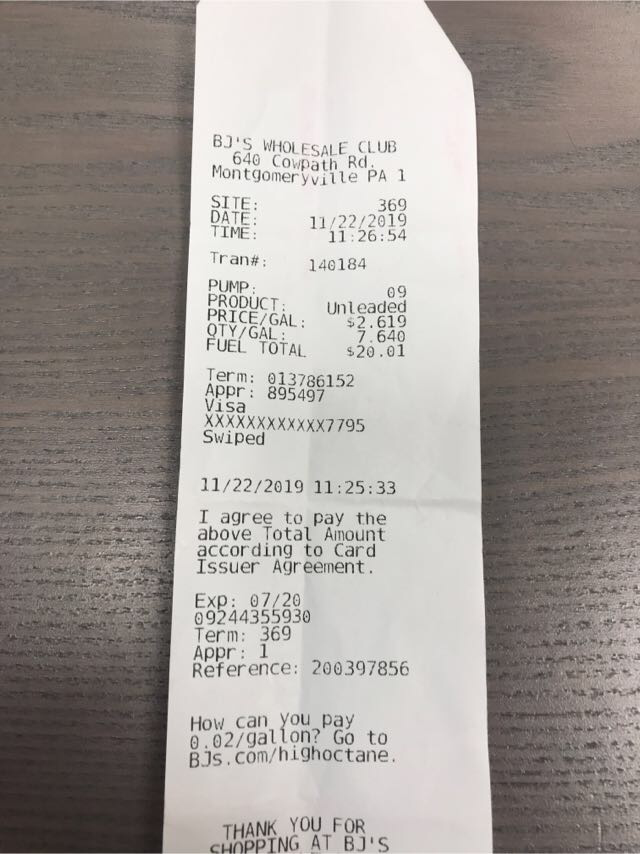 BJ'S WHOLESALE CLUB
640 Cowpath Rd.
Montgomeryville PA 1
SITE: 369
DATE: 11/22/2019
TIME: 11:26:54
Tran#: 140184
PUMP: 09
PRODUCT: Unleaded
PRICE/GAL: $2.619
QTY/GAL: 7.640
FUEL TOTAL $20.01
Term: 013786152
Appr: 895497
Visa
XXXXXXXXXXXX7795
Swiped
11/22/2019 11:25:33
I agree to pay the
above Total Amount
according to Card
Issuer Agreement.
Exp: 07/20
09244355930
Term: 369
Appr: 1
Reference: 200397856
How can you pay
0.02/gallon? Go to
BJs.com/highoctane.
THANK YOU FOR
SHOPPING AT BJ'S